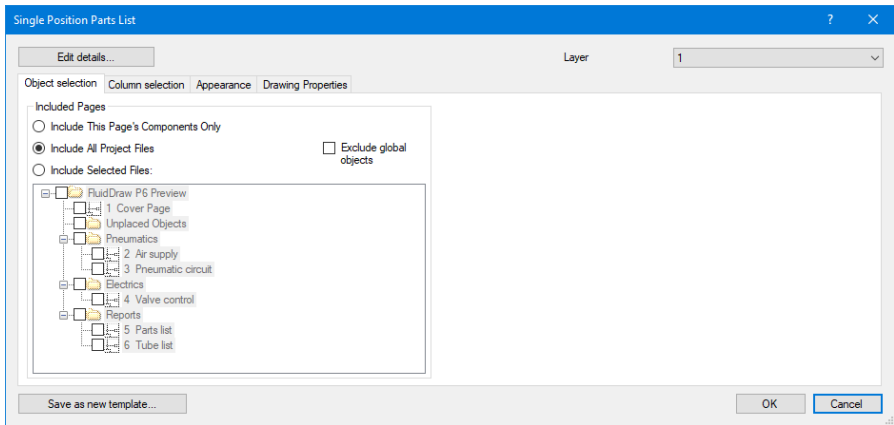 Single Position Parts List
Edit details...
Layer
1
Object selection
Column selection
Appearance
Drawing Properties
Included Pages
Include This Page's Components Only
Include All Project Files
Exclude global
objects
Include Selected Files:
FluidDraw P6 Preview
1 Cover Page
Unplaced Objects
Pneumatics
2 Air supply
3 Pneumatic circuit
Electrics
4 Valve control
Reports
5 Parts list
6 Tube list
Save as new template...
OK
Cancel